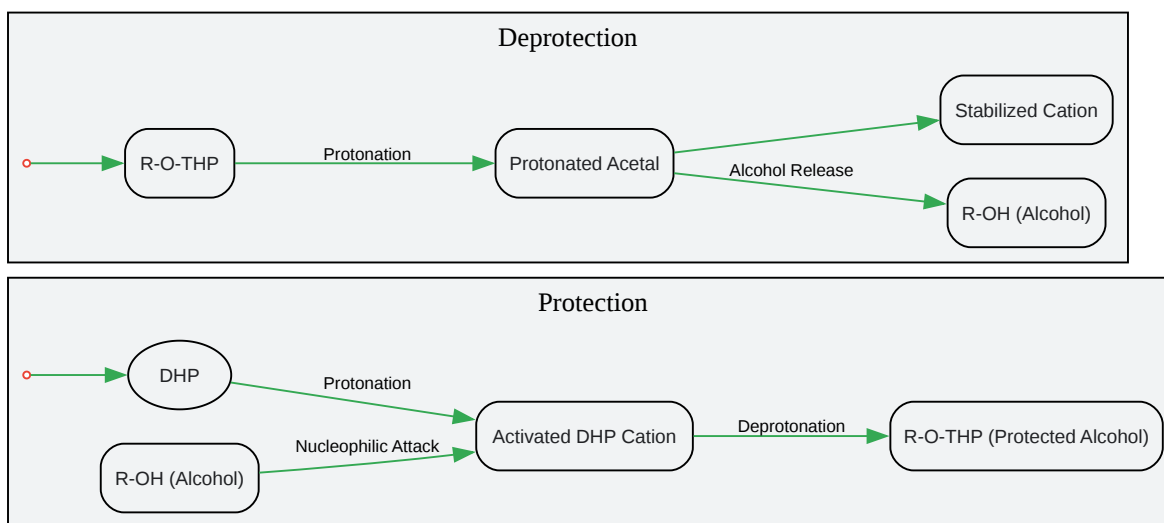 Deprotection
R-O-THP
Protonation
Protonated Acetal
Stabilized Cation
Alcohol Release
R-OH (Alcohol)
Protection
DHP
Protonation
R-OH (Alcohol)
Nucleophilic Attack
Activated DHP Cation
Deprotonation
R-O-THP (Protected Alcohol)